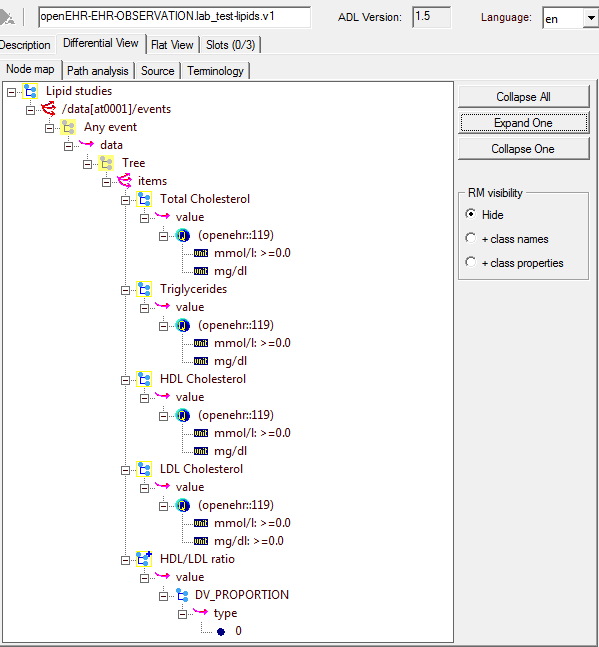 openEHR-EHR-OBSERVATION.lab_test-lipids.v1 ADL Version: 1.5 Language: en
Description Differential View Flat View Slots (0/3)
Node map Path analysis Source Terminology
Lipid studies
/data[at0001]/events
Any event
data
Tree
items
Total Cholesterol
value
(openehr::119)
unit mmol/l: >=0.0
unit mg/dl
Triglycerides
value
(openehr::119)
unit mmol/l: >=0.0
unit mg/dl
HDL Cholesterol
value
(openehr::119)
unit mmol/l: >=0.0
unit mg/dl
LDL Cholesterol
value
(openehr::119)
unit mmol/l: >=0.0
unit mg/dl: >=0.0
HDL/LDL ratio
value
DV_PROPORTION
type
0
Collapse All
Expand One
Collapse One
RM visibility
Hide
+ class names
+ class properties